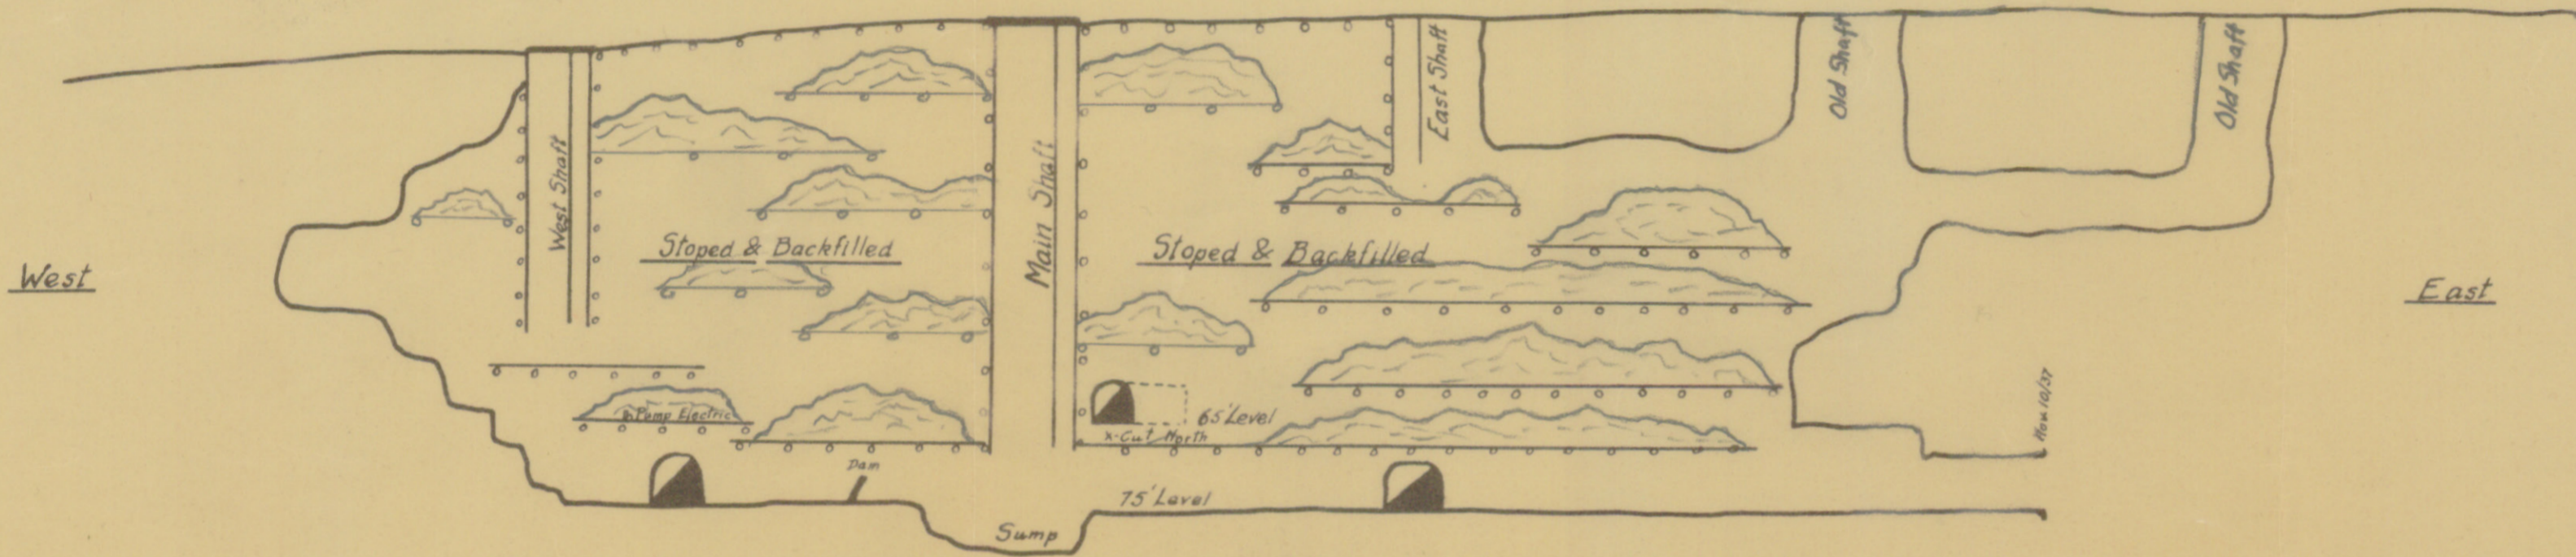 West
West Shaft
Stoped & Backfilled
Pump Electric
Dam
Main Shaft
Sump
Stoped & Backfilled
65' Level
X-Cut North
75' Level
East Shaft
Old Shaft
Old Shaft
Nov 10/37
East